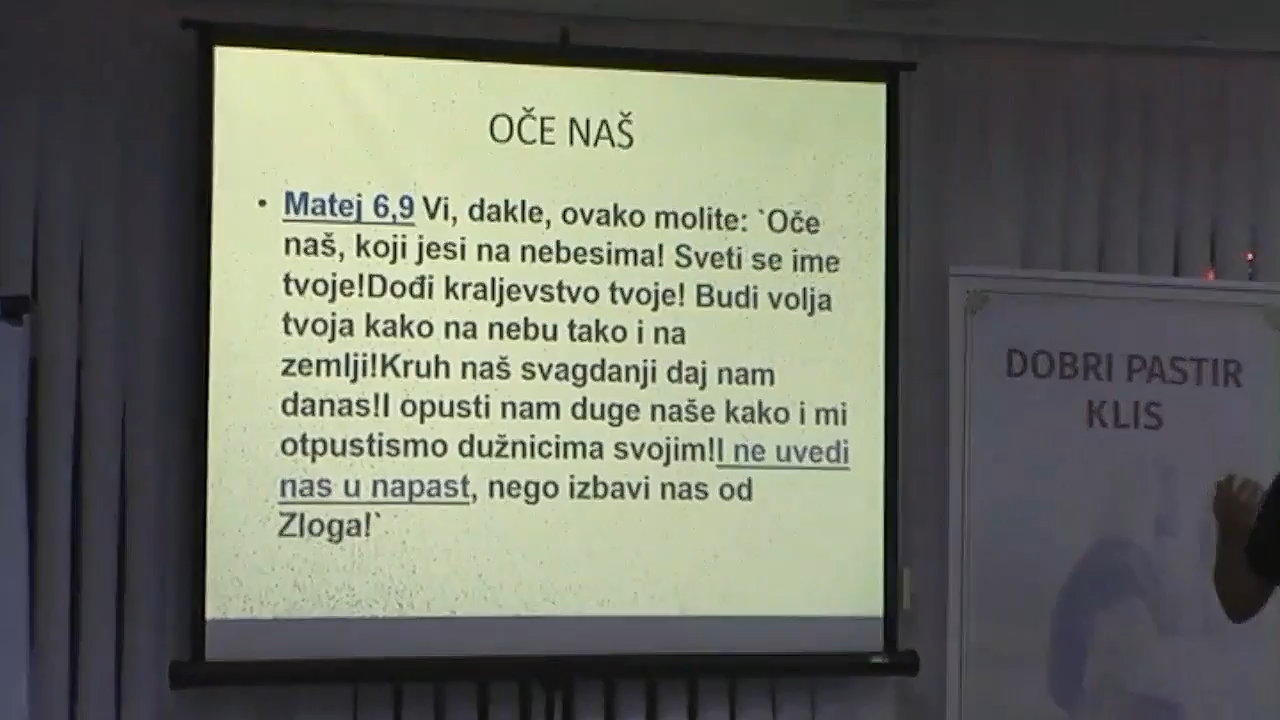 OČE NAŠ
• Matej 6,9 Vi, dakle, ovako molite: `Oče
naš, koji jesi na nebesima! Sveti se ime
tvoje!Dođi kraljevstvo tvoje! Budi volja
tvoja kako na nebu tako i na
zemlji!Kruh naš svagdanji daj nam
danas!I opusti nam duge naše kako i mi
otpustismo dužnicima svojim!I ne uvedi
nas u napast, nego izbavi nas od
Zloga!`
DOBRI PASTIR
KLIS